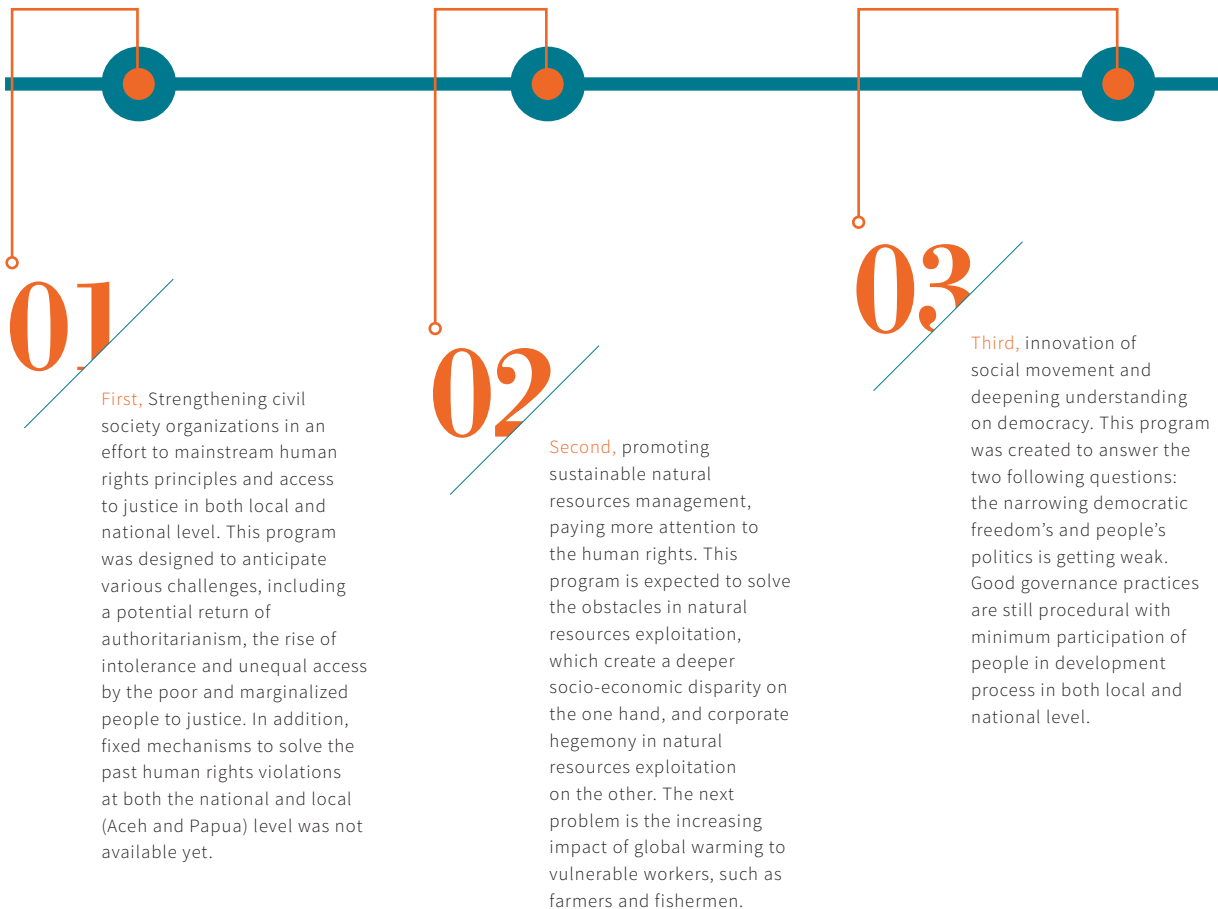 01
First, Strengthening civil
society organizations in an
effort to mainstream human
rights principles and access
to justice in both local and
national level. This program
was designed to anticipate
various challenges, including
a potential return of
authoritarianism, the rise of
intolerance and unequal access
by the poor and marginalized
people to justice. In addition,
fixed mechanisms to solve the
past human rights violations
at both the national and local
(Aceh and Papua) level was not
available yet.
02
Second, promoting
sustainable natural
resources management,
paying more attention to
the human rights. This
program is expected to solve
the obstacles in natural
resources exploitation,
which create a deeper
socio-economic disparity on
the one hand, and corporate
hegemony in natural
resources exploitation
on the other. The next
problem is the increasing
impact of global warming to
vulnerable workers, such as
farmers and fishermen.
03
Third, innovation of
social movement and
deepening understanding
on democracy. This program
was created to answer the
two following questions:
the narrowing democratic
freedom’s and people’s
politics is getting weak.
Good governance practices
are still procedural with
minimum participation of
people in development
process in both local and
national level.